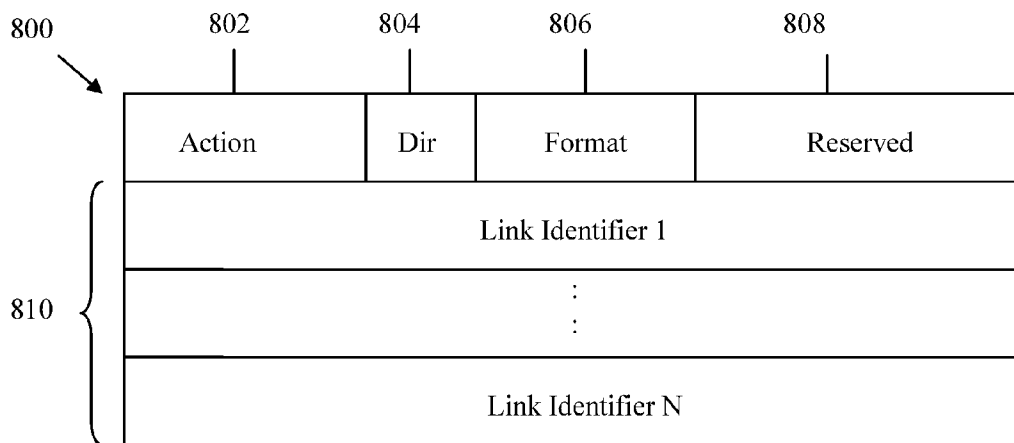 800 802 804 806 808
Action Dir Format Reserved
Link Identifier 1
:
:
810
Link Identifier N